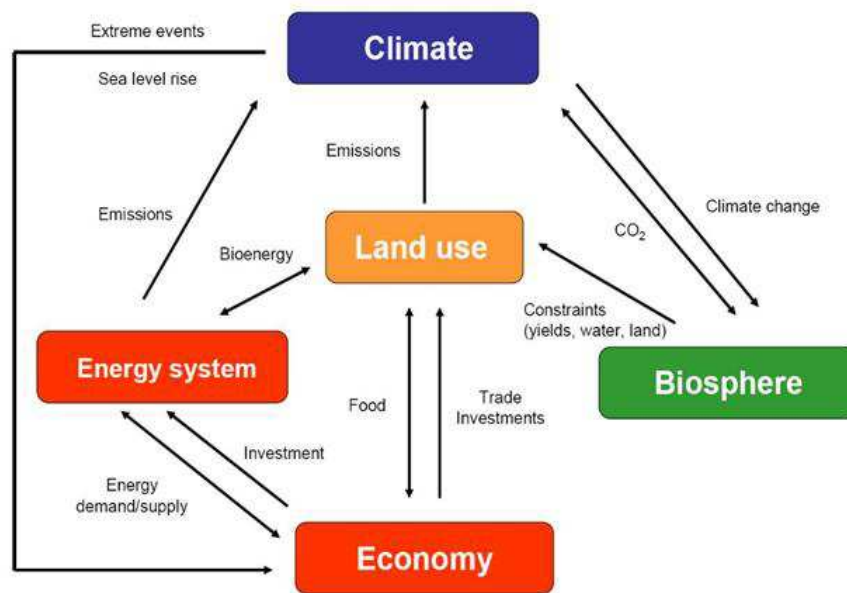 Extreme events
Climate
Sea level rise
Emissions
Emissions
Climate change
CO₂
Bioenergy
Land use
Constraints
(yields, water, land)
Energy system
Biosphere
Food
Trade
Investments
Investment
Energy
demand/supply
Economy